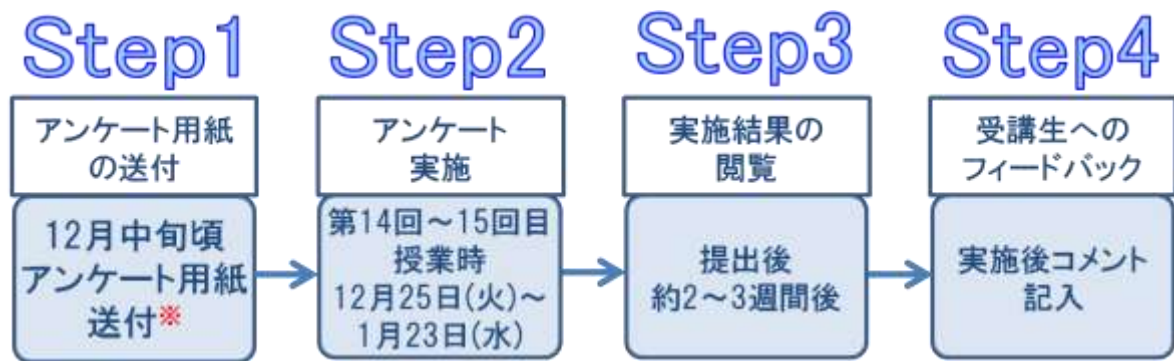 Step1
アンケート用紙
の送付
12月中旬頃
アンケート用紙
送付※
Step2
アンケート
実施
第14回～15回目
授業時
12月25日(火)～
1月23日(水)
Step3
実施結果の
閲覧
提出後
約2～3週間後
Step4
受講生への
フィードバック
実施後コメント
記入